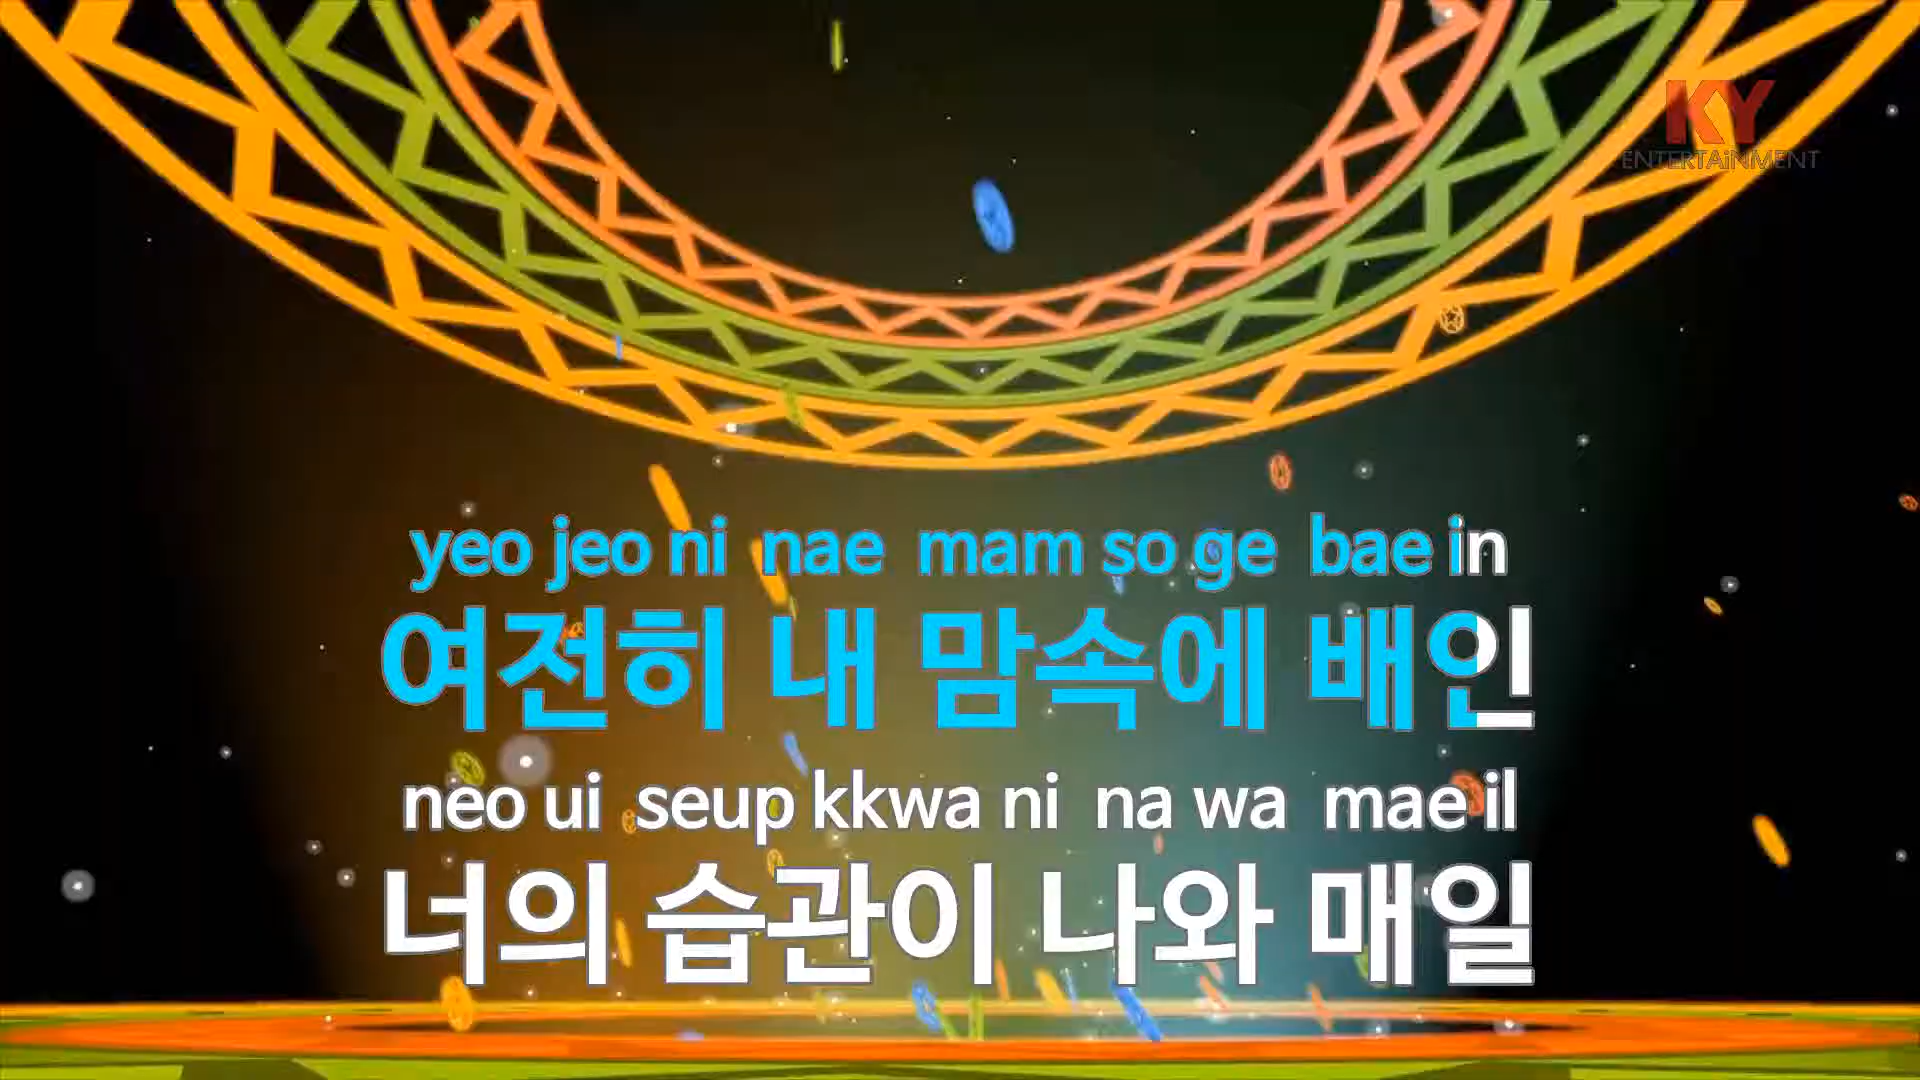 KY
ENTERTAiNMENT
yeo jeo ni nae mam so ge bae in
여전히 내 맘속에 배인
neo ui seup kkwa ni na wa mae il
너의 습관이 나와 매일